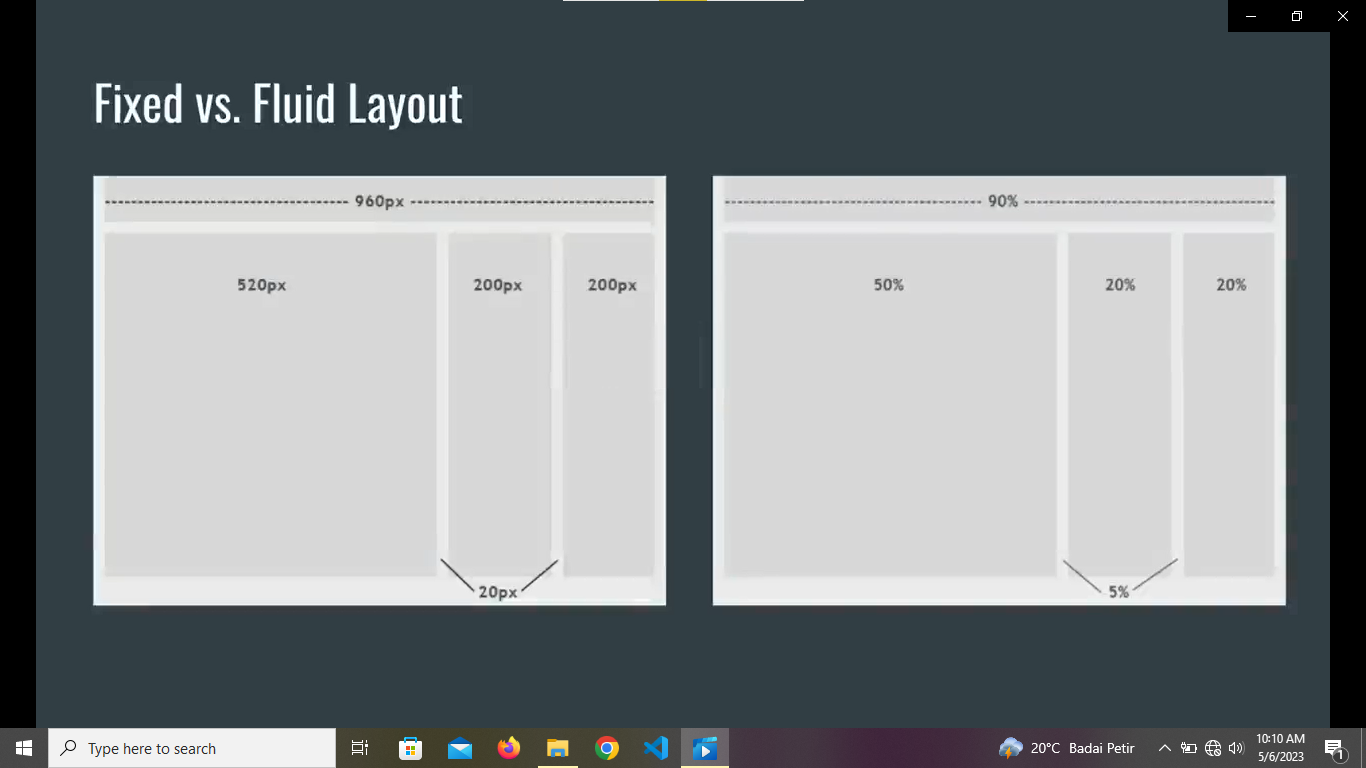 Fixed vs. Fluid Layout
960px
520px
200px
200px
20px
90%
50%
20%
20%
5%
Type here to search
20°C Badai Petir
10:10 AM
5/6/2023
1